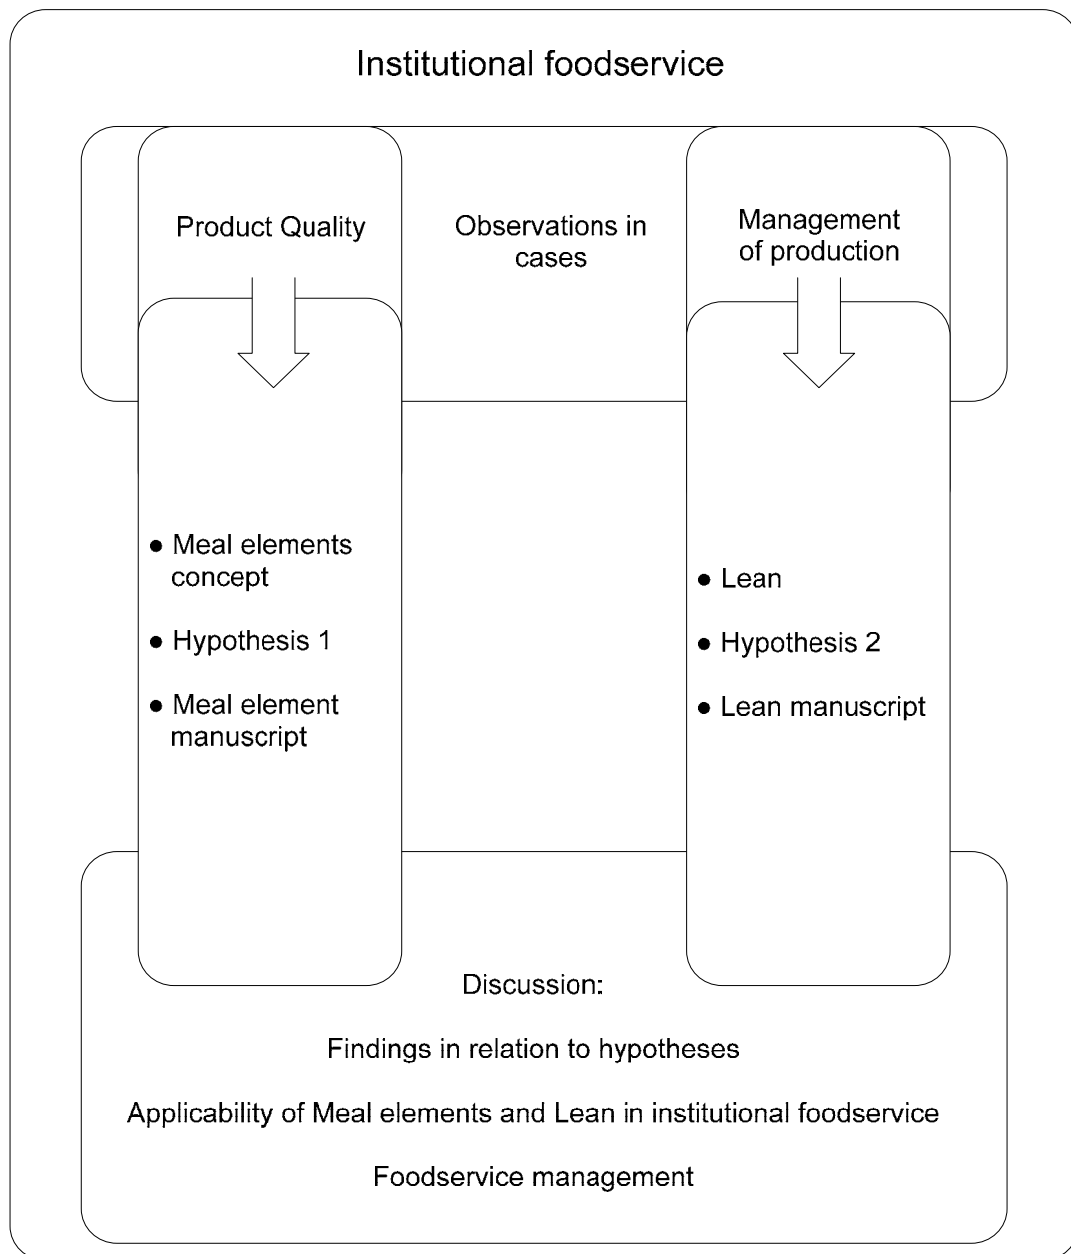 Institutional foodservice
Product Quality
Observations in
cases
Management
of production
● Meal elements
concept
● Hypothesis 1
● Meal element
manuscript
● Lean
● Hypothesis 2
● Lean manuscript
Discussion:
Findings in relation to hypotheses
Applicability of Meal elements and Lean in institutional foodservice
Foodservice management